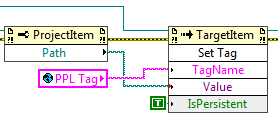 ProjectItem
Path
PPL Tag
TargetItem
Set Tag
TagName
Value
T
IsPersistent